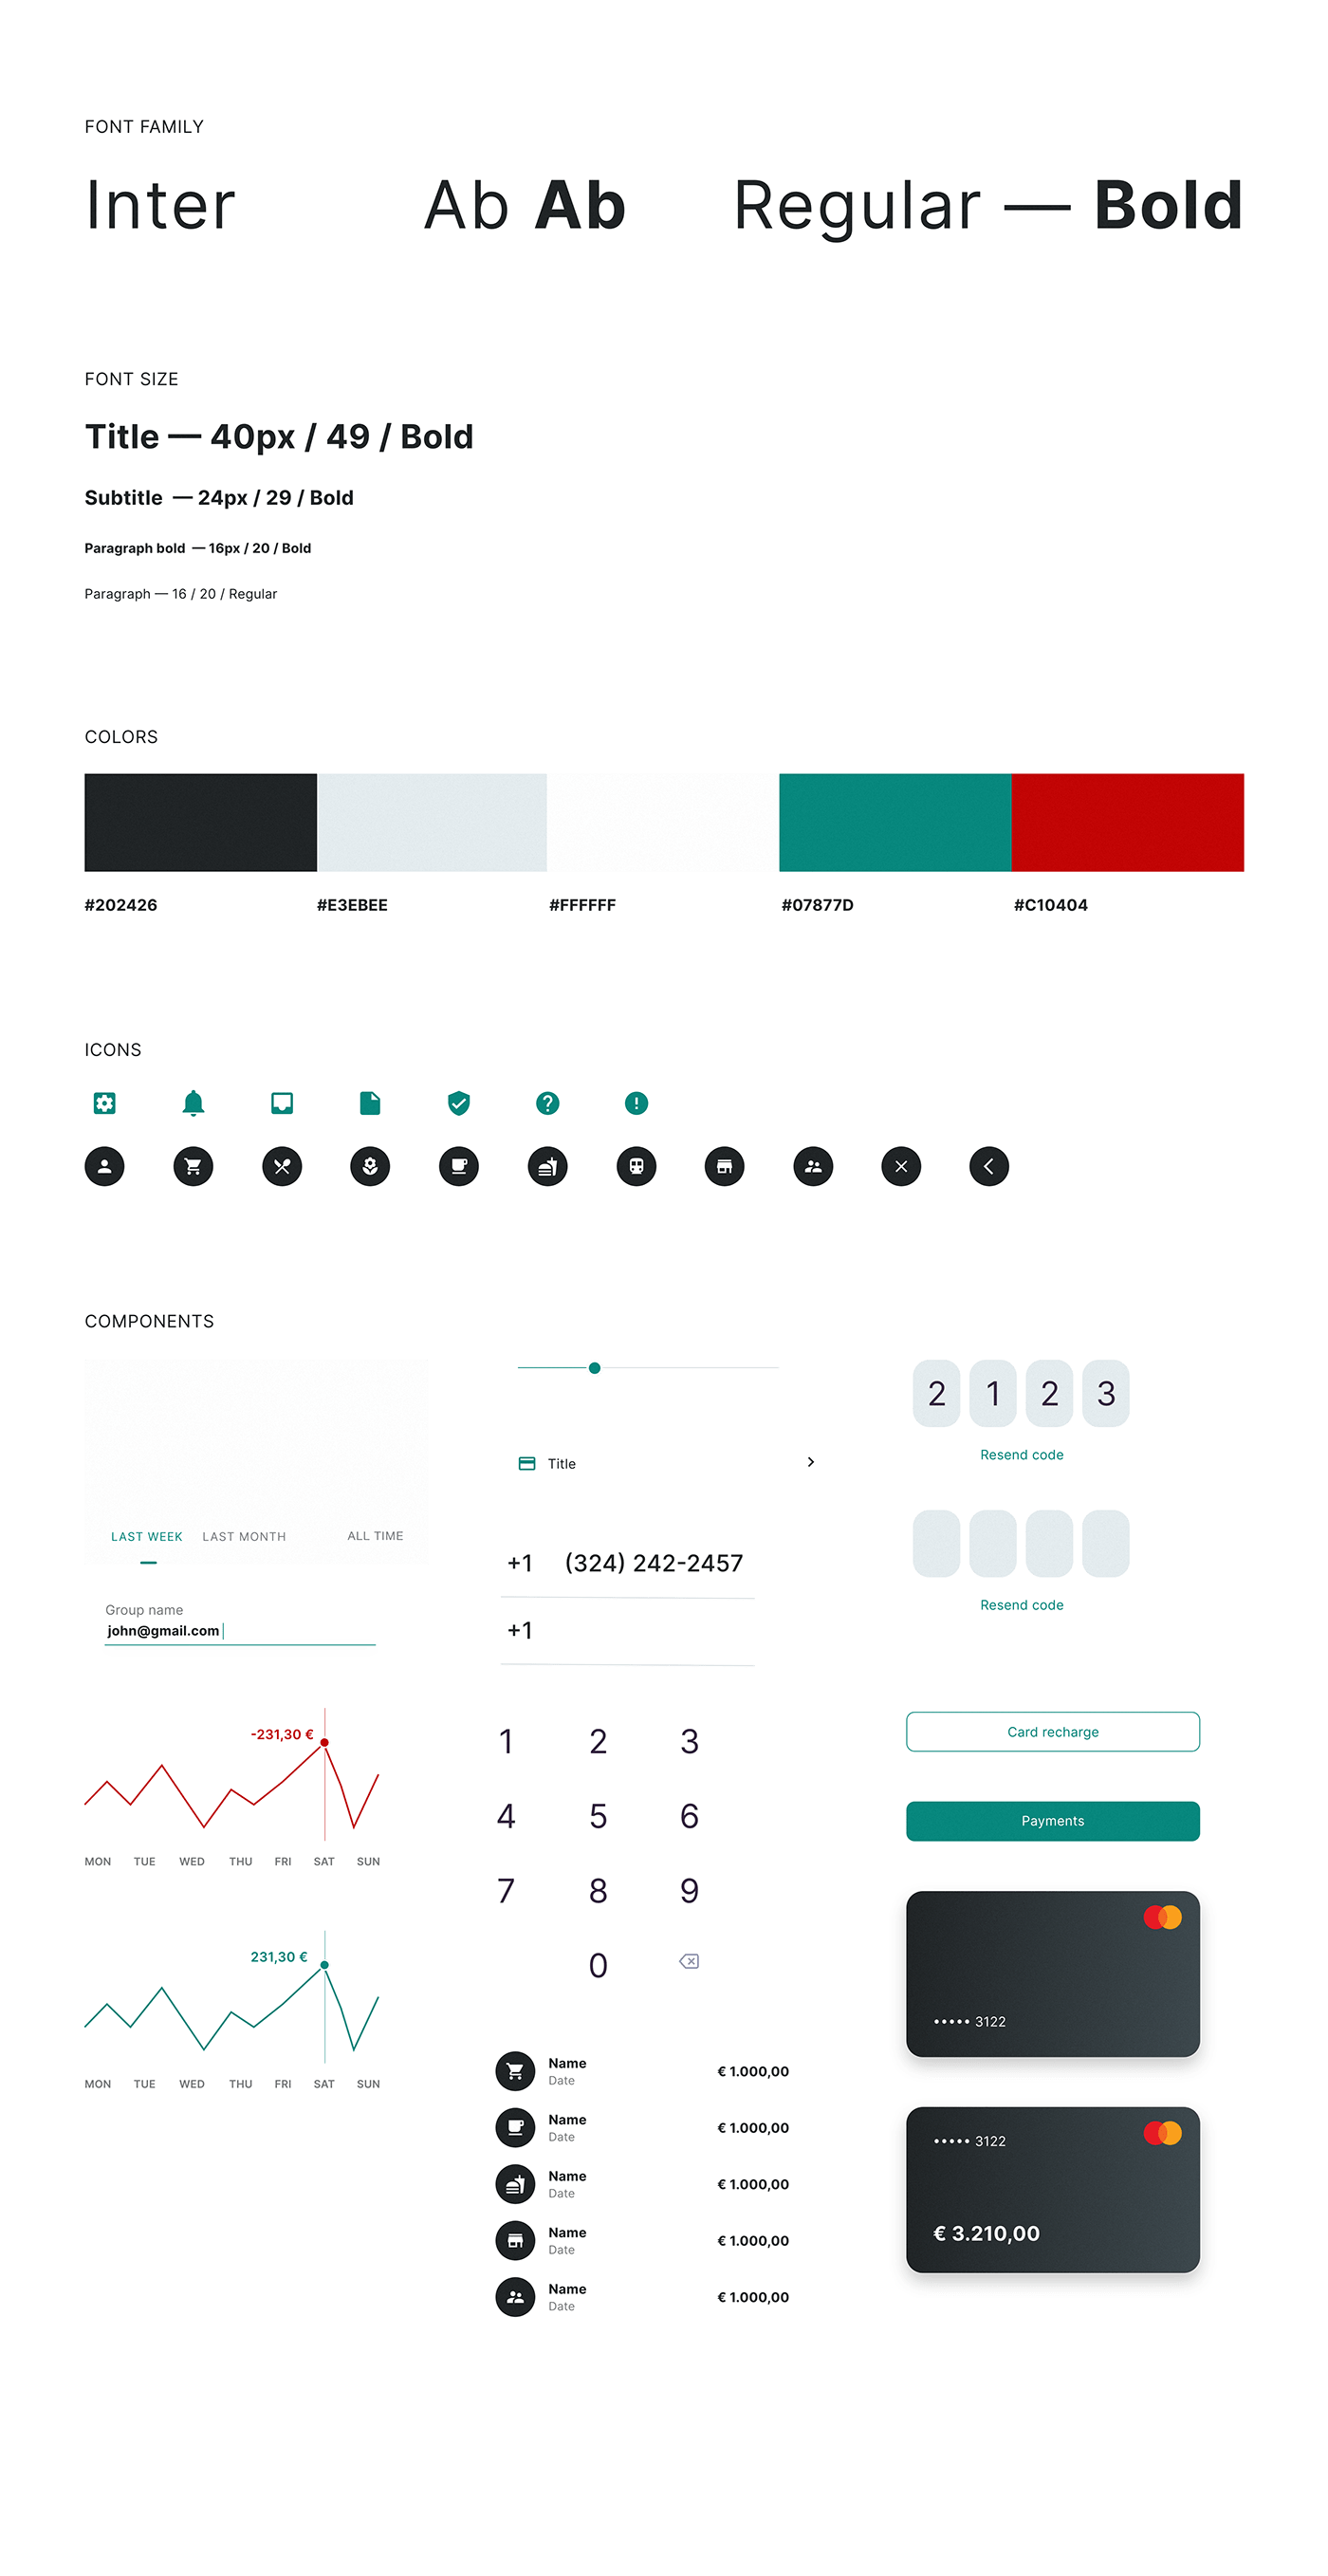 FONT FAMILY
Inter Ab Ab Regular — Bold
FONT SIZE
Title — 40px / 49 / Bold
Subtitle — 24px / 29 / Bold
Paragraph bold — 16px / 20 / Bold
Paragraph — 16 / 20 / Regular
COLORS
#202426 #E3EBEE #FFFFFF #07877D #C10404
ICONS
COMPONENTS
LAST WEEK LAST MONTH ALL TIME
Group name
john@gmail.com
-231,30 €
MON TUE WED THU FRI SAT SUN
231,30 €
MON TUE WED THU FRI SAT SUN
Title
+1 (324) 242-2457
+1
1 2 3
4 5 6
7 8 9
0
Name
Date
€ 1.000,00
Name
Date
€ 1.000,00
Name
Date
€ 1.000,00
Name
Date
€ 1.000,00
Name
Date
€ 1.000,00
2 1 2 3
Resend code
Resend code
Card recharge
Payments
••••• 3122
••••• 3122
€ 3.210,00